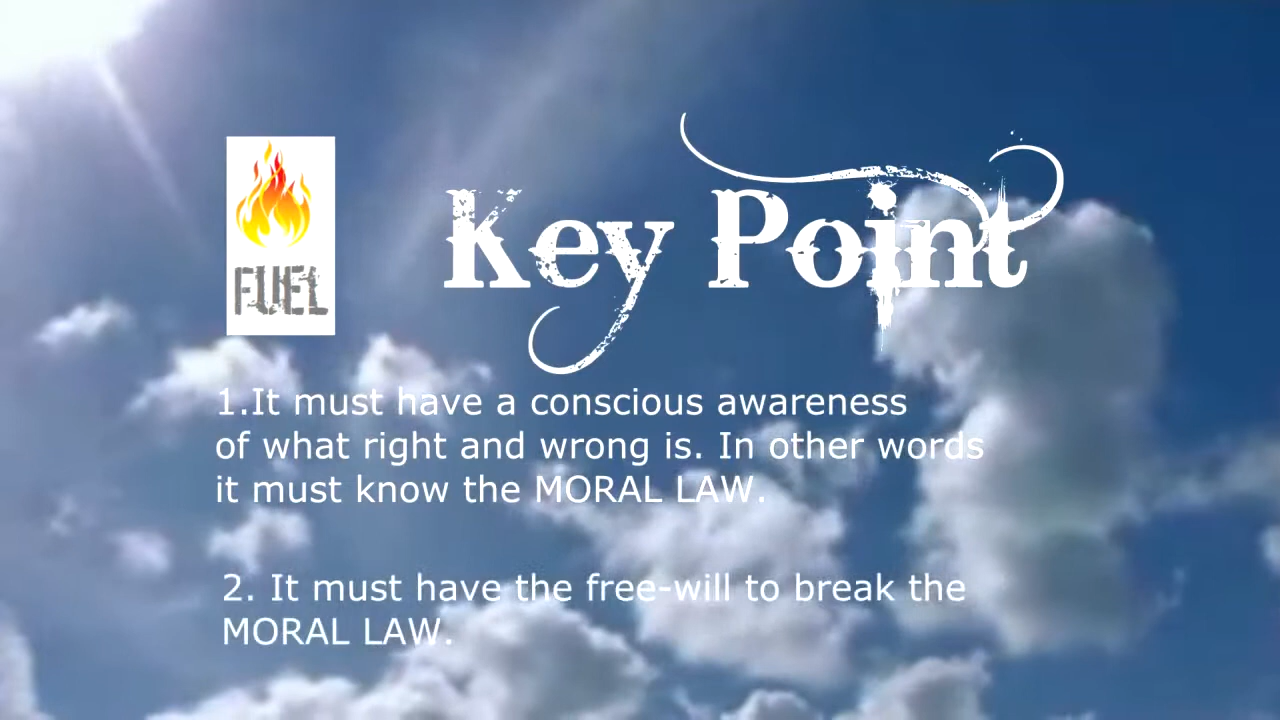 FUEL
Key Point
1.It must have a conscious awareness
of what right and wrong is. In other words
it must know the MORAL LAW.
2. It must have the free-will to break the
MORAL LAW.